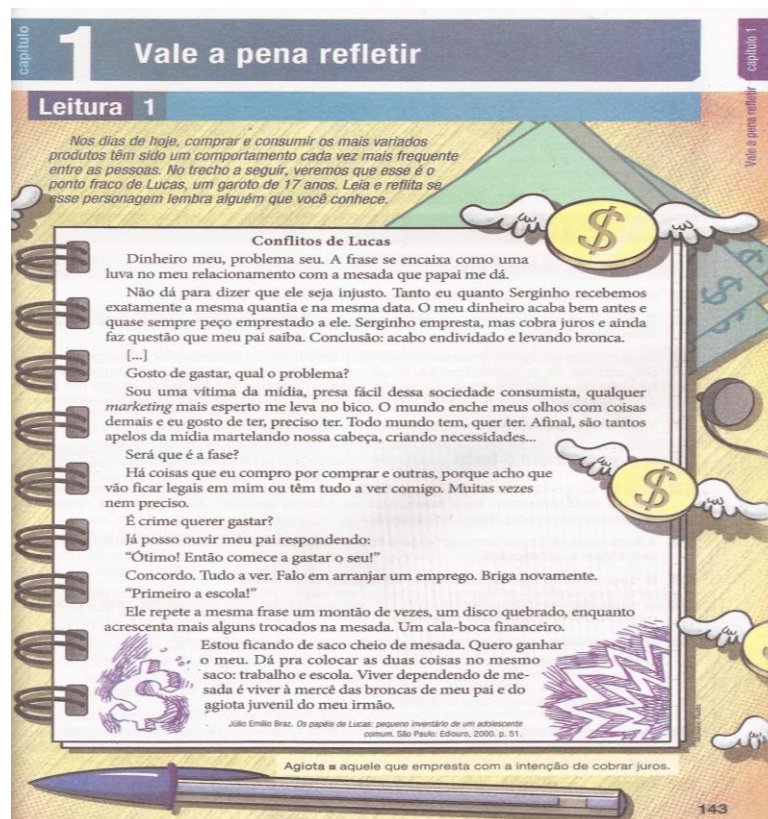 capítulo
1 Vale a pena refletir
capítulo 1
Vale a pena refletir
Leitura 1
Nos dias de hoje, comprar e consumir os mais variados
produtos têm sido um comportamento cada vez mais frequente
entre as pessoas. No trecho a seguir, veremos que esse é o
ponto fraco de Lucas, um garoto de 17 anos. Leia e reflita se
esse personagem lembra alguém que você conhece.
Conflitos de Lucas
Dinheiro meu, problema seu. A frase se encaixa como uma
luva no meu relacionamento com a mesada que papai me dá.
Não dá para dizer que ele seja injusto. Tanto eu quanto Serginho recebemos
exatamente a mesma quantia e na mesma data. O meu dinheiro acaba bem antes e
quase sempre peço emprestado a ele. Serginho empresta, mas cobra juros e ainda
faz questão que meu pai saiba. Conclusão: acabo endividado e levando bronca.
[...]
Gosto de gastar, qual o problema?
Sou uma vítima da mídia, presa fácil dessa sociedade consumista, qualquer
marketing mais esperto me leva no bico. O mundo enche meus olhos com coisas
demais e eu gosto de ter, preciso ter. Todo mundo tem, quer ter. Afinal, são tantos
apelos da mídia martelando nossa cabeça, criando necessidades...
Será que é a fase?
Há coisas que eu compro por comprar e outras, porque acho que
vão ficar legais em mim ou têm tudo a ver comigo. Muitas vezes
nem preciso.
É crime querer gastar?
Já posso ouvir meu pai respondendo:
"Ótimo! Então comece a gastar o seu!"
Concordo. Tudo a ver. Falo em arranjar um emprego. Briga novamente.
"Primeiro a escola!"
Ele repete a mesma frase um montão de vezes, um disco quebrado, enquanto
acrescenta mais alguns trocados na mesada. Um cala-boca financeiro.
Estou ficando de saco cheio de mesada. Quero ganhar
o meu. Dá pra colocar as duas coisas no mesmo
saco: trabalho e escola. Viver dependendo de me-
sada é viver à mercê das broncas de meu pai e do
agiota juvenil do meu irmão.
Júlio Emílio Braz. Os papéis de Lucas: pequeno inventário de um adolescente
comum. São Paulo: Ediouro, 2000. p. 51.
Agiota = aquele que empresta com a intenção de cobrar juros.
143